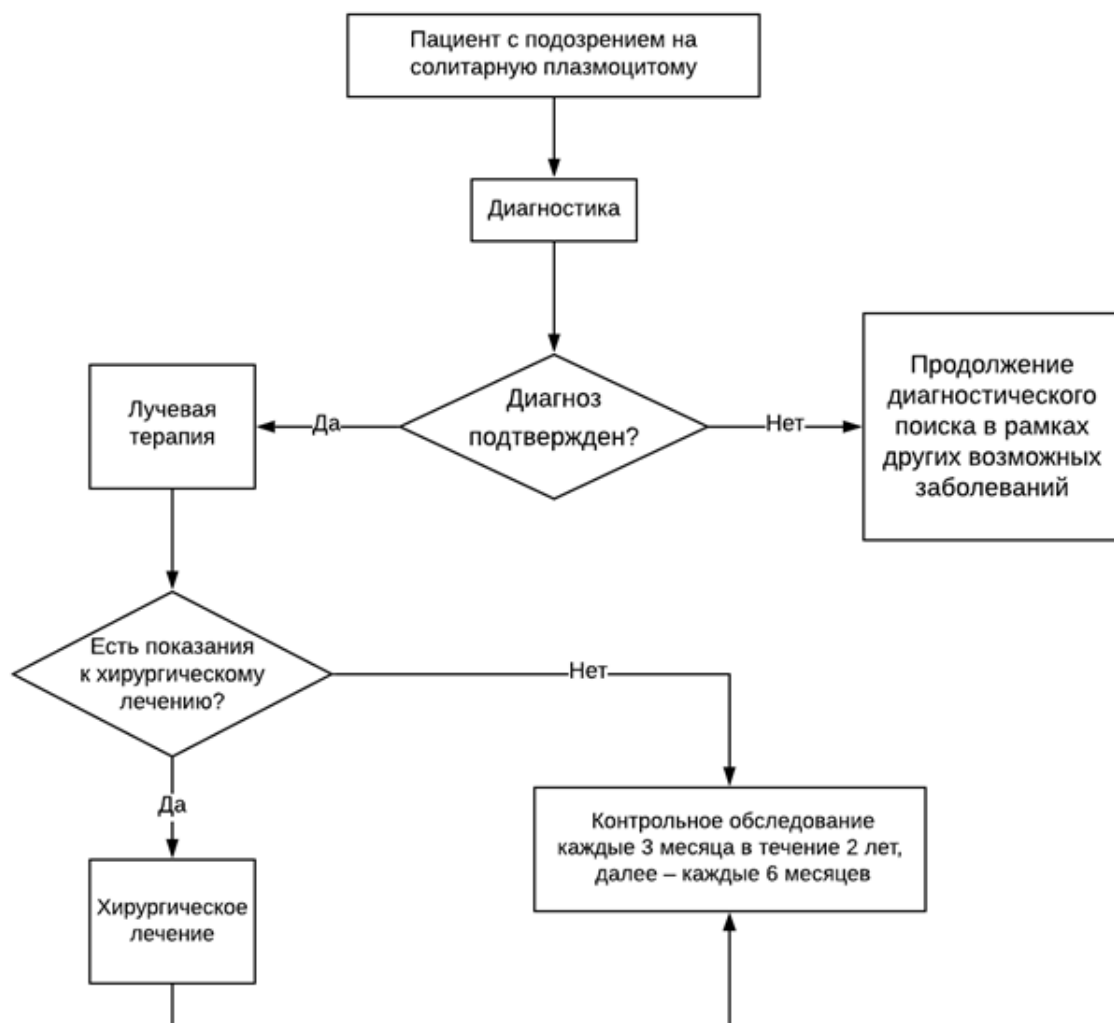 Пациент с подозрением на
солитарную плазмоцитому
Диагностика
Диагноз
подтвержден?
Да
Нет
Лучевая
терапия
Продолжение
диагностического
поиска в рамках
других возможных
заболеваний
Есть показания
к хирургическому
лечению?
Нет
Да
Контрольное обследование
каждые 3 месяца в течение 2 лет,
далее – каждые 6 месяцев
Хирургическое
лечение